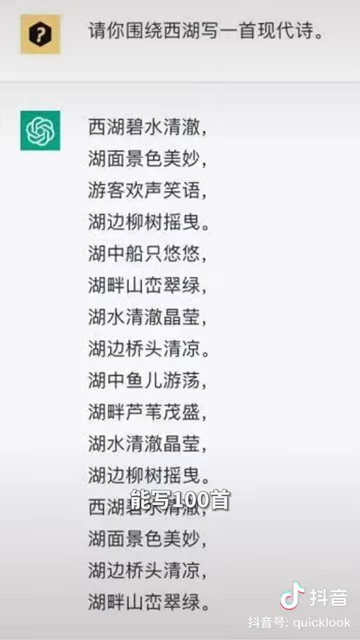 请你围绕西湖写一首现代诗。
西湖碧水清澈,
湖面景色美妙,
游客欢声笑语,
湖边柳树摇曳。
湖中船只悠悠,
湖畔山峦翠绿,
湖水清澈晶莹,
湖边桥头清凉。
湖中鱼儿游荡,
湖畔芦苇茂盛,
湖水清澈晶莹,
湖边柳树摇曳。
能写100首
西湖碧水清澈,
湖面景色美妙,
湖边桥头清凉,
湖畔山峦翠绿。
抖音
抖音号: quicklook